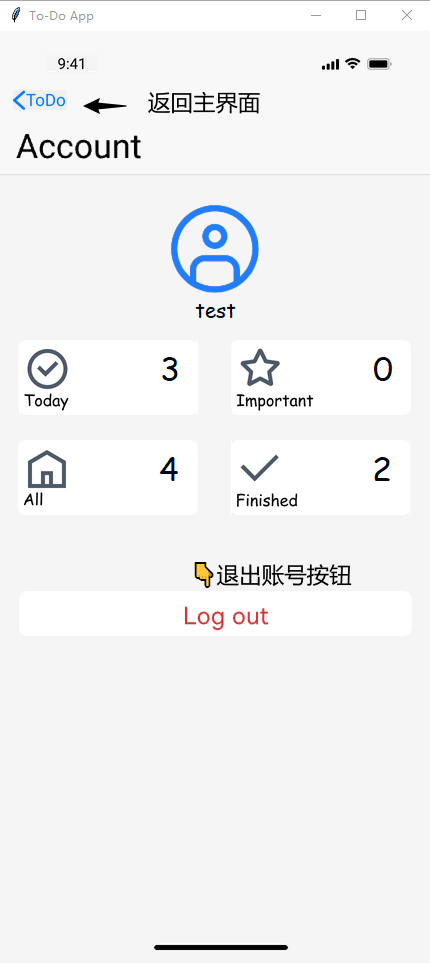 To-Do App
9:41
ToDo 返回主界面
Account
test
3 0
Today Important
4 2
All Finished
👇退出账号按钮
Log out